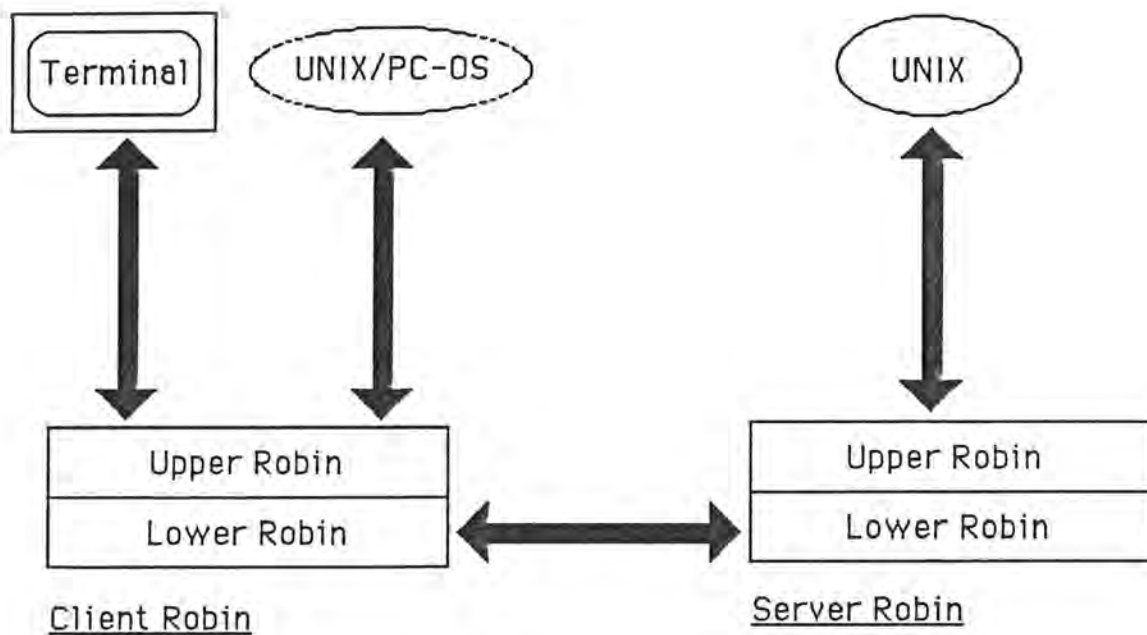 Terminal
UNIX/PC-OS
UNIX
Upper Robin
Lower Robin
Client Robin
Upper Robin
Lower Robin
Server Robin